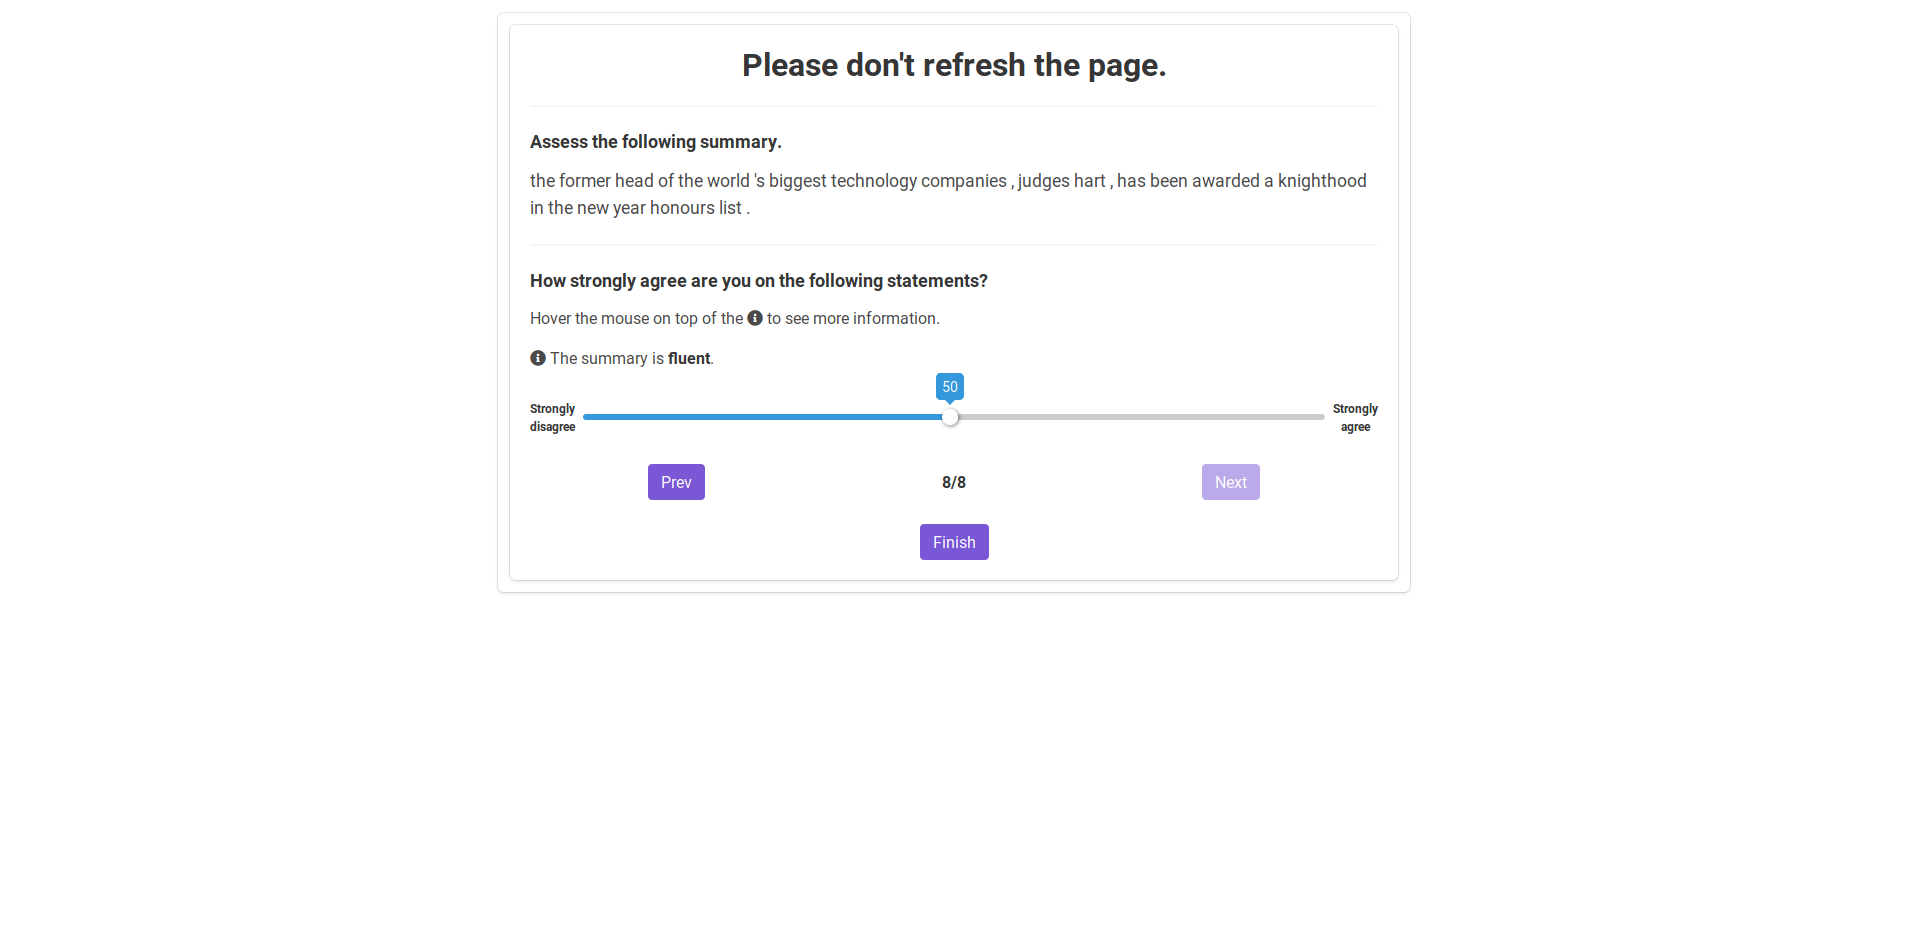 Please don't refresh the page.
Assess the following summary.
the former head of the world 's biggest technology companies , judges hart , has been awarded a knighthood
in the new year honours list .
How strongly agree are you on the following statements?
Hover the mouse on top of the to see more information.
The summary is fluent.
50
Strongly
disagree
Strongly
agree
Prev
8/8
Next
Finish